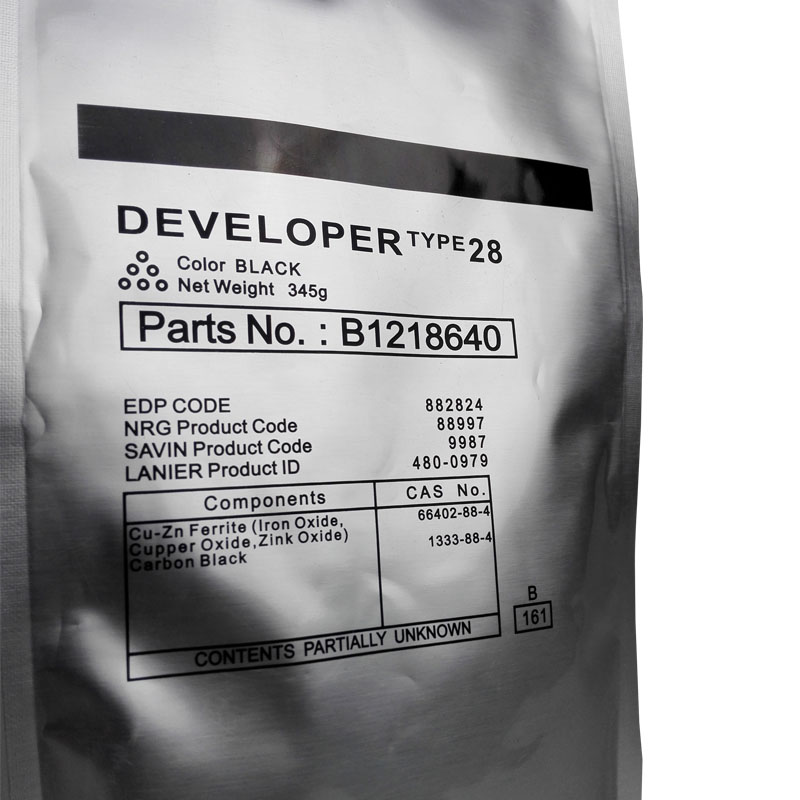 DEVELOPER TYPE 28
Color BLACK
Net Weight 345g
Parts No. : B1218640
EDP CODE 882824
NRG Product Code 88997
SAVIN Product Code 9987
LANIER Product ID 480-0979
Components CAS No.
Cu-Zn Ferrite (Iron Oxide, 66402-88-4
Cupper Oxide,Zink Oxide)
Carbon Black 1333-88-4
CONTENTS PARTIALLY UNKNOWN
B
161